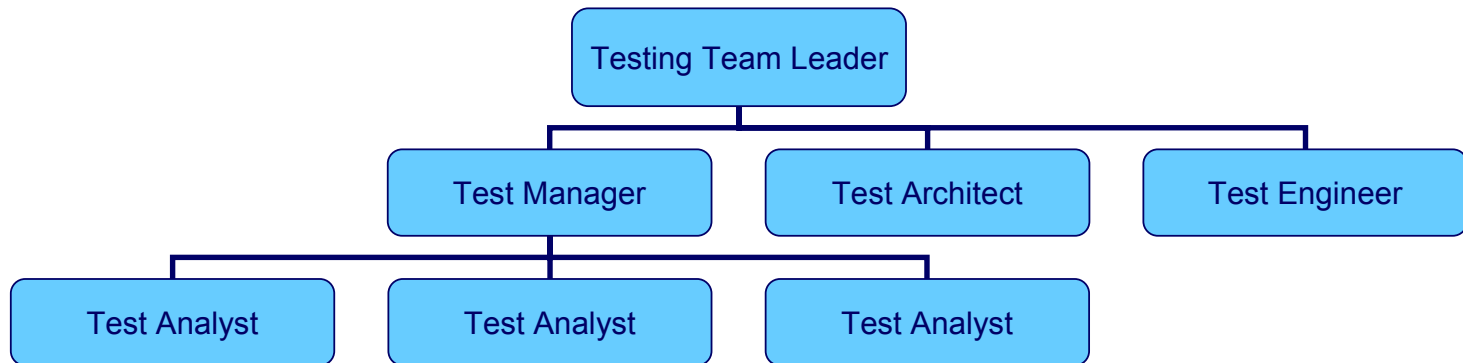 Testing Team Leader
Test Manager
Test Architect
Test Engineer
Test Analyst
Test Analyst
Test Analyst